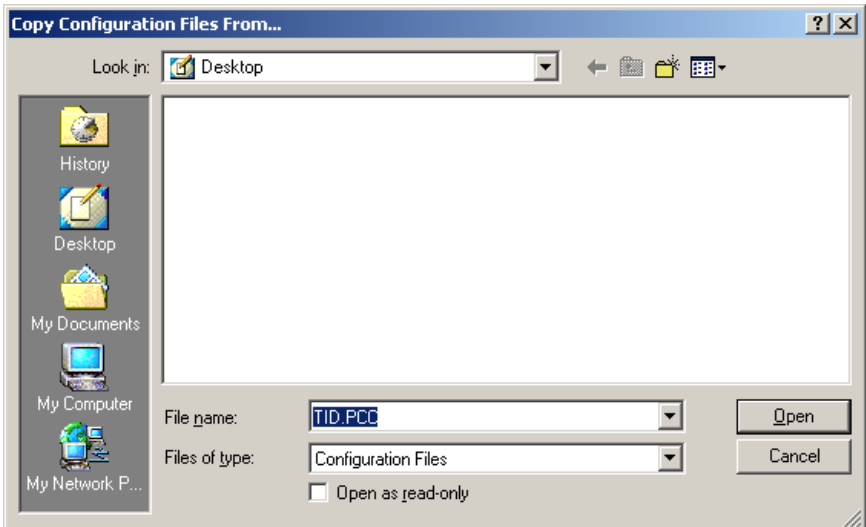 Copy Configuration Files From...
Look in: Desktop
History
Desktop
My Documents
My Computer
My Network P...
File name: TID.PCC Open
Files of type: Configuration Files Cancel
Open as read-only